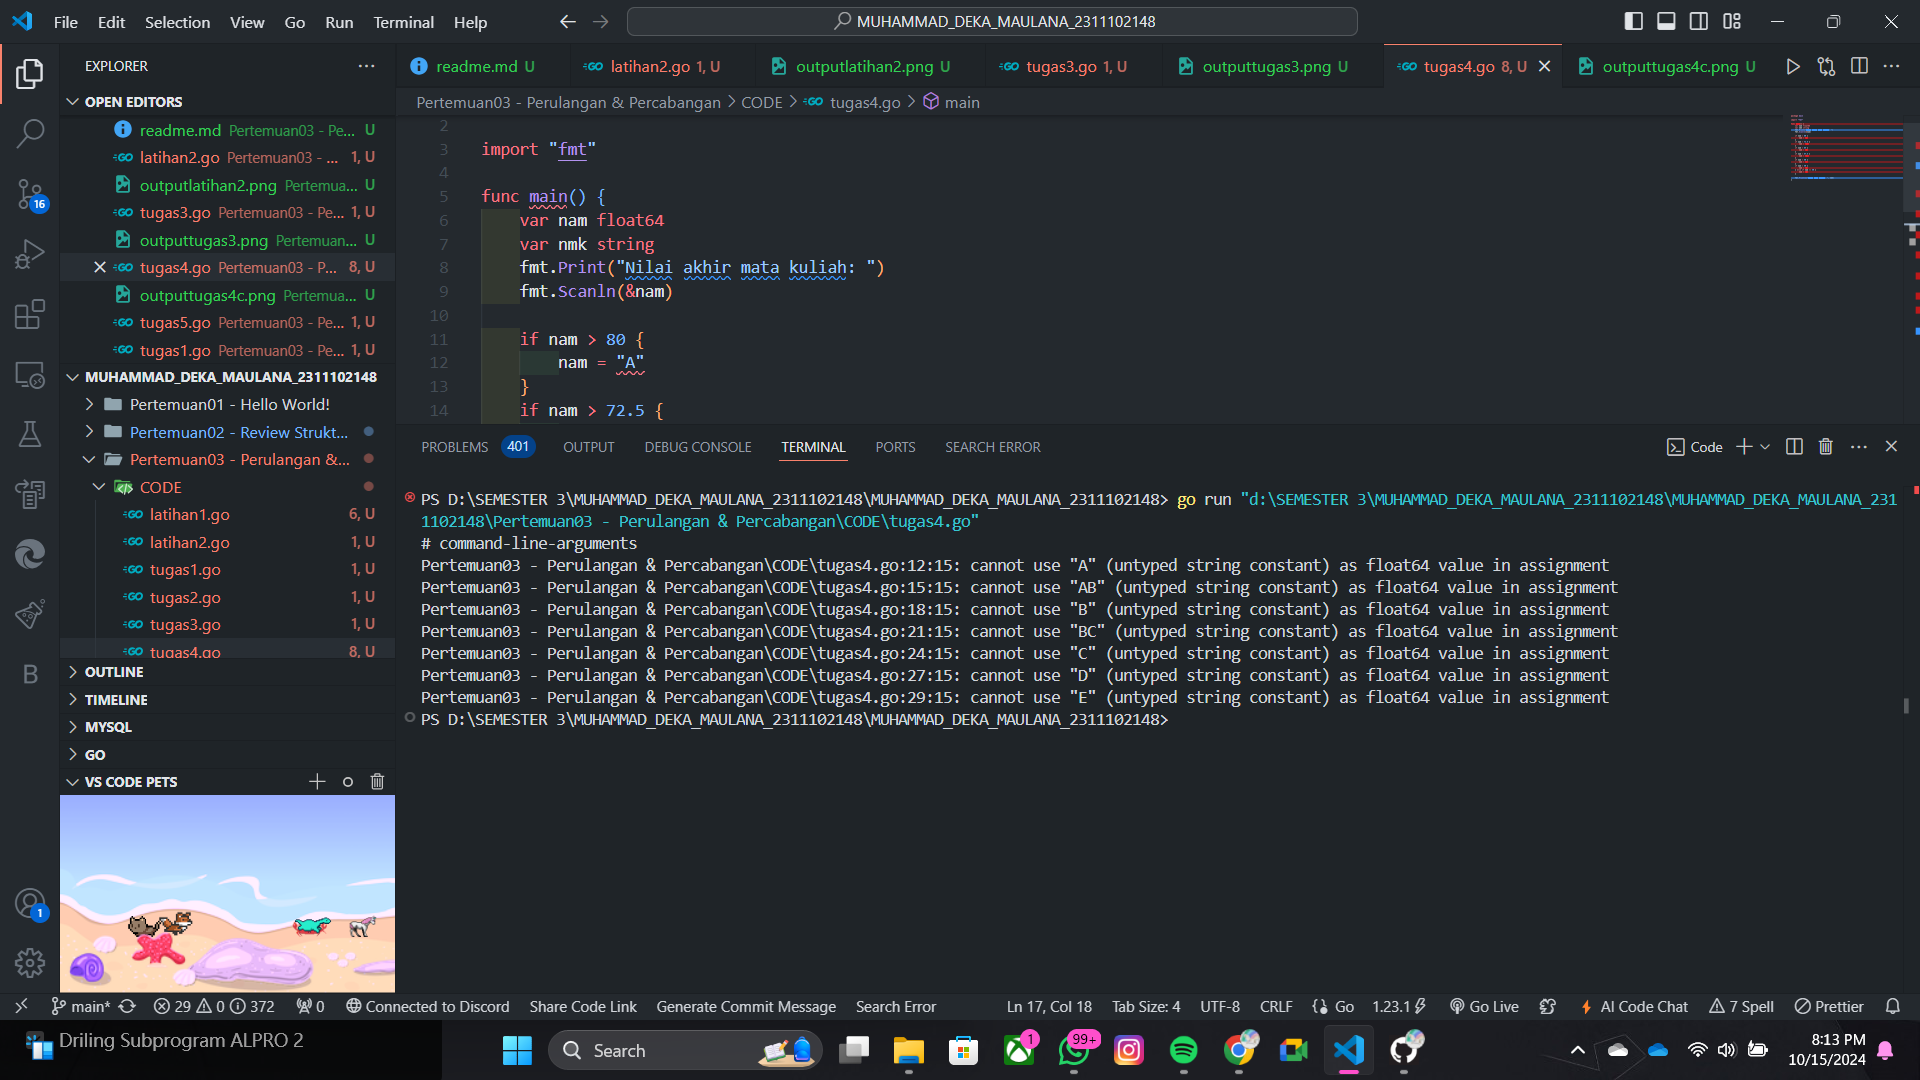 File Edit Selection View Go Run Terminal Help
MUHAMMAD_DEKA_MAULANA_2311102148
EXPLORER
OPEN EDITORS
readme.md Pertemuan03 - Pe... U
latihan2.go Pertemuan03 - ... 1, U
outputlatihan2.png Pertemua... U
tugas3.go Pertemuan03 - Pe... 1, U
outputtugas3.png Pertemuan... U
tugas4.go Pertemuan03 - P... 8, U
outputtugas4c.png Pertemua... U
tugas5.go Pertemuan03 - Pe... 1, U
tugas1.go Pertemuan03 - Pe... 1, U
MUHAMMAD_DEKA_MAULANA_2311102148
Pertemuan01 - Hello World!
Pertemuan02 - Review Strukt...
Pertemuan03 - Perulangan &...
CODE
latihan1.go 6, U
latihan2.go 1, U
tugas1.go 1, U
tugas2.go 1, U
tugas3.go 1, U
tugas4.go 8, U
OUTLINE
TIMELINE
MYSQL
GO
VS CODE PETS
16
B
1
readme.md U latihan2.go 1, U outputlatihan2.png U tugas3.go 1, U outputtugas3.png U tugas4.go 8, U outputtugas4c.png U
Pertemuan03 - Perulangan & Percabangan > CODE > tugas4.go > main
2
3 import "fmt"
4
5 func main() {
6 var nam float64
7 var nmk string
8 fmt.Print("Nilai akhir mata kuliah: ")
9 fmt.Scanln(&nam)
10
11 if nam > 80 {
12 nam = "A"
13 }
14 if nam > 72.5 {
PROBLEMS 401 OUTPUT DEBUG CONSOLE TERMINAL PORTS SEARCH ERROR Code
PS D:\SEMESTER 3\MUHAMMAD_DEKA_MAULANA_2311102148\MUHAMMAD_DEKA_MAULANA_2311102148> go run "d:\SEMESTER 3\MUHAMMAD_DEKA_MAULANA_2311102148\MUHAMMAD_DEKA_MAULANA_231
1102148\Pertemuan03 - Perulangan & Percabangan\CODE\tugas4.go"
# command-line-arguments
Pertemuan03 - Perulangan & Percabangan\CODE\tugas4.go:12:15: cannot use "A" (untyped string constant) as float64 value in assignment
Pertemuan03 - Perulangan & Percabangan\CODE\tugas4.go:15:15: cannot use "AB" (untyped string constant) as float64 value in assignment
Pertemuan03 - Perulangan & Percabangan\CODE\tugas4.go:18:15: cannot use "B" (untyped string constant) as float64 value in assignment
Pertemuan03 - Perulangan & Percabangan\CODE\tugas4.go:21:15: cannot use "BC" (untyped string constant) as float64 value in assignment
Pertemuan03 - Perulangan & Percabangan\CODE\tugas4.go:24:15: cannot use "C" (untyped string constant) as float64 value in assignment
Pertemuan03 - Perulangan & Percabangan\CODE\tugas4.go:27:15: cannot use "D" (untyped string constant) as float64 value in assignment
Pertemuan03 - Perulangan & Percabangan\CODE\tugas4.go:29:15: cannot use "E" (untyped string constant) as float64 value in assignment
PS D:\SEMESTER 3\MUHAMMAD_DEKA_MAULANA_2311102148\MUHAMMAD_DEKA_MAULANA_2311102148>
main* 29 0 372 0 Connected to Discord Share Code Link Generate Commit Message Search Error Ln 17, Col 18 Tab Size: 4 UTF-8 CRLF Go 1.23.1 Go Live AI Code Chat 7 Spell Prettier
Driling Subprogram ALPRO 2
Search
1
99+
8:13 PM
10/15/2024